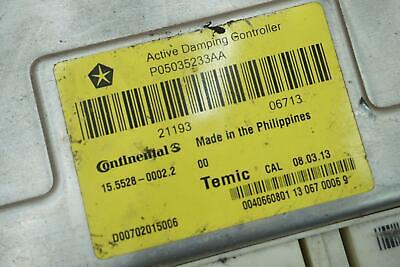 Active Damping Controller
P05035233AA
21193 06713
Continental Made in the Philippines
15.5528-0002.2 00
Temic CAL 08.03.13
0040660801 13 067 0006 9
D00702015006